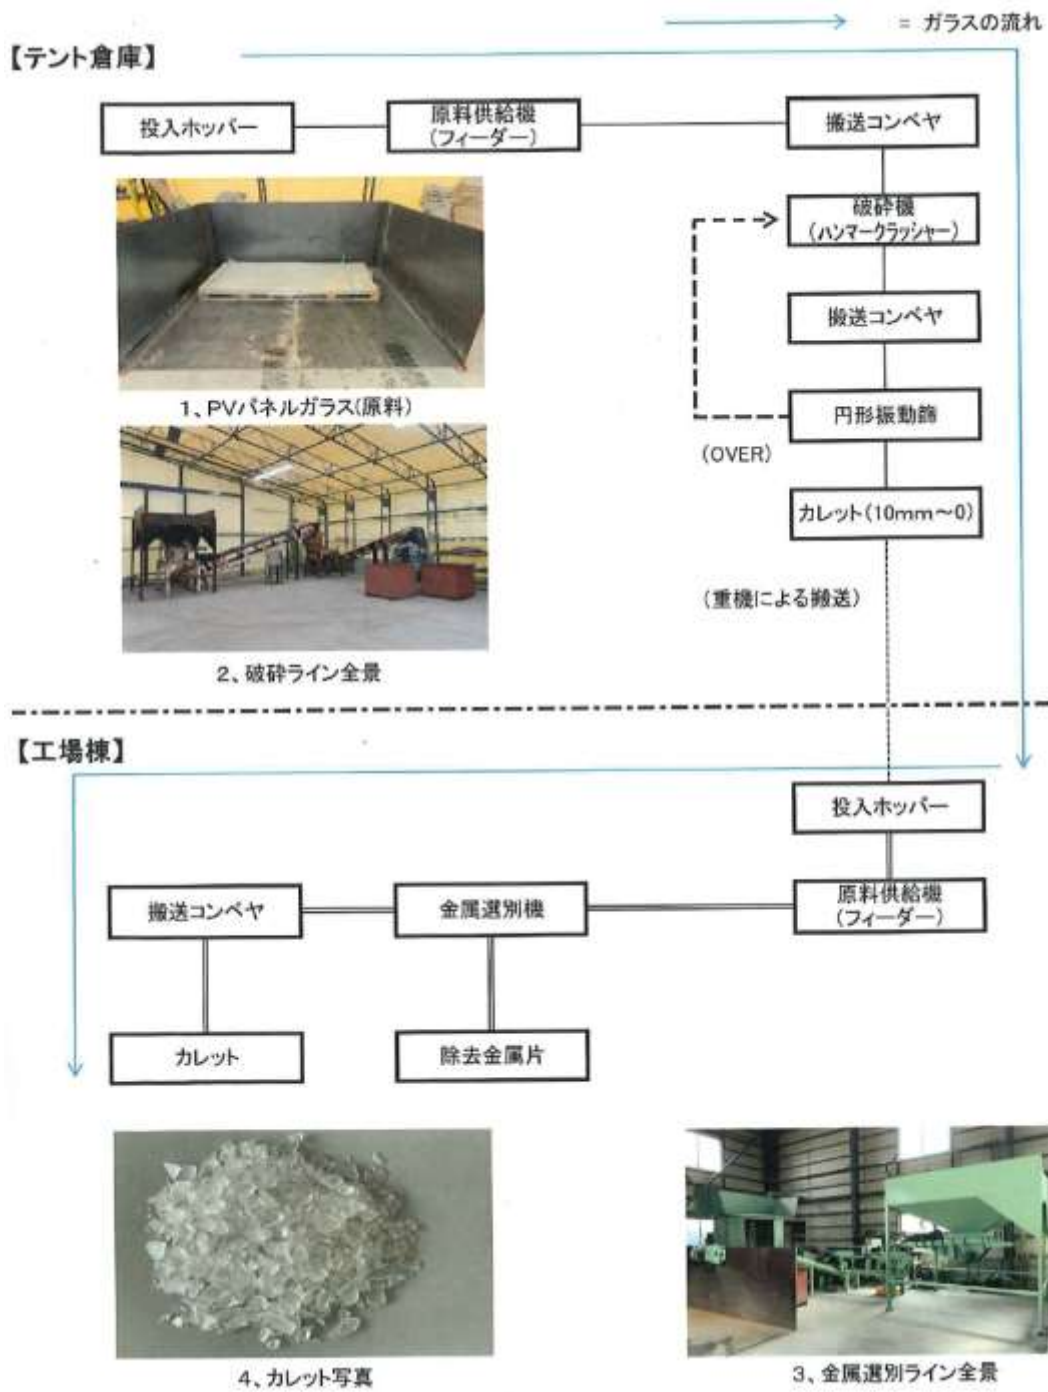 = ガラスの流れ
【テント倉庫】
投入ホッパー
原料供給機
(フィーダー)
搬送コンベヤ
破砕機
(ハンマークラッシャー)
搬送コンベヤ
円形振動篩
(OVER)
カレット(10mm～0)
(重機による搬送)
1、PVパネルガラス(原料)
2、破砕ライン全景
【工場棟】
投入ホッパー
原料供給機
(フィーダー)
金属選別機
搬送コンベヤ
カレット
除去金属片
4、カレット写真
3、金属選別ライン全景